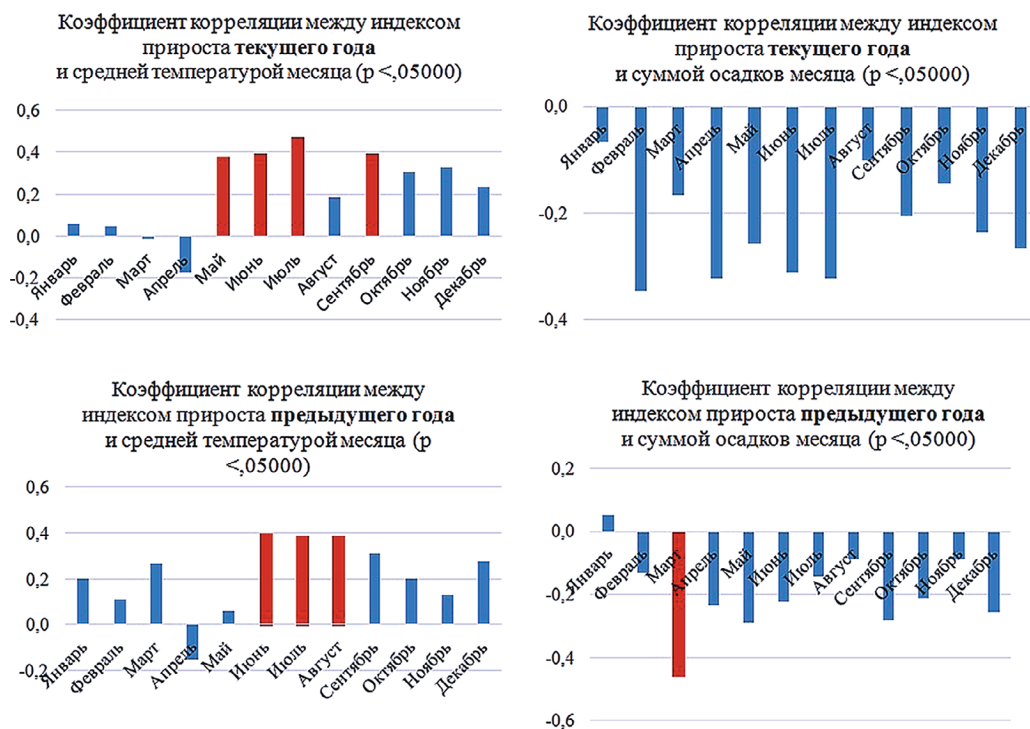 Коэффициент корреляции между индексом
прироста текущего года
и средней температурой месяца (p <,05000)
0,6
0,4
0,2
0,0
-0,2
-0,4
Январь
Февраль
Март
Апрель
Май
Июнь
Июль
Август
Сентябрь
Октябрь
Ноябрь
Декабрь
Коэффициент корреляции между индексом
прироста текущего года
и суммой осадков месяца (p <,05000)
0,0
-0,2
-0,4
Январь
Февраль
Март
Апрель
Май
Июнь
Июль
Август
Сентябрь
Октябрь
Ноябрь
Декабрь
Коэффициент корреляции между
индексом прироста предыдущего года
и средней температурой месяца (p
<,05000)
0,6
0,4
0,2
0,0
-0,2
Январь
Февраль
Март
Апрель
Май
Июнь
Июль
Август
Сентябрь
Октябрь
Ноябрь
Декабрь
Коэффициент корреляции между
индексом прироста предыдущего года
и суммой осадков месяца (p <,05000)
0,2
0,0
-0,2
-0,4
-0,6
Январь
Февраль
Март
Апрель
Май
Июнь
Июль
Август
Сентябрь
Октябрь
Ноябрь
Декабрь